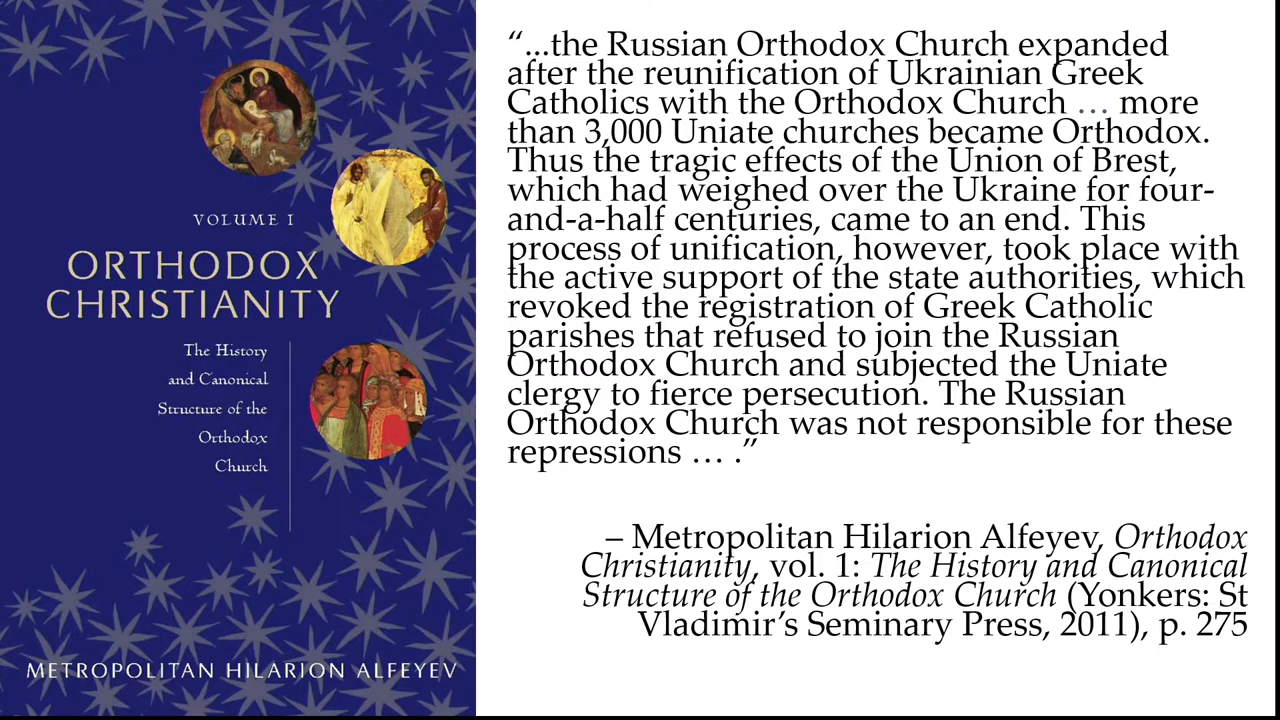 VOLUME I
ORTHODOX
CHRISTIANITY
The History
and Canonical
Structure of the
Orthodox
Church
METROPOLITAN HILARION ALFEYEV
“...the Russian Orthodox Church expanded
after the reunification of Ukrainian Greek
Catholics with the Orthodox Church … more
than 3,000 Uniate churches became Orthodox.
Thus the tragic effects of the Union of Brest,
which had weighed over the Ukraine for four-
and-a-half centuries, came to an end. This
process of unification, however, took place with
the active support of the state authorities, which
revoked the registration of Greek Catholic
parishes that refused to join the Russian
Orthodox Church and subjected the Uniate
clergy to fierce persecution. The Russian
Orthodox Church was not responsible for these
repressions … .”
– Metropolitan Hilarion Alfeyev, Orthodox
Christianity, vol. 1: The History and Canonical
Structure of the Orthodox Church (Yonkers: St
Vladimir’s Seminary Press, 2011), p. 275